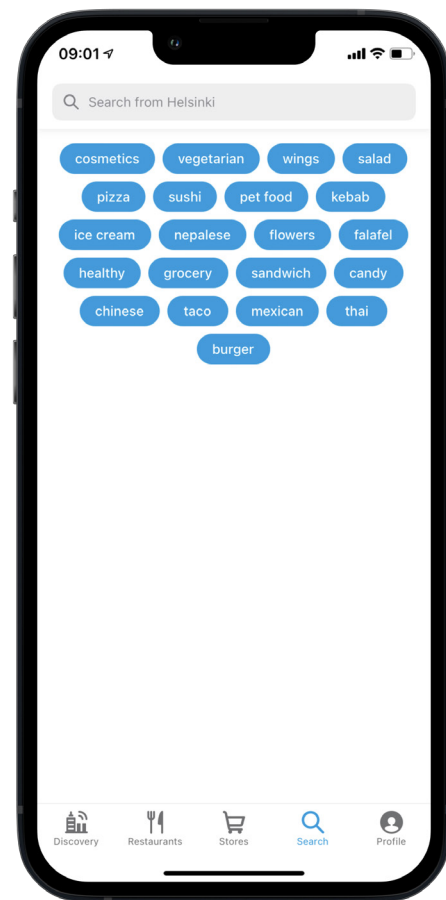 09:01
Search from Helsinki
cosmetics vegetarian wings salad
pizza sushi pet food kebab
ice cream nepalese flowers falafel
healthy grocery sandwich candy
chinese taco mexican thai
burger
Discovery Restaurants Stores Search Profile